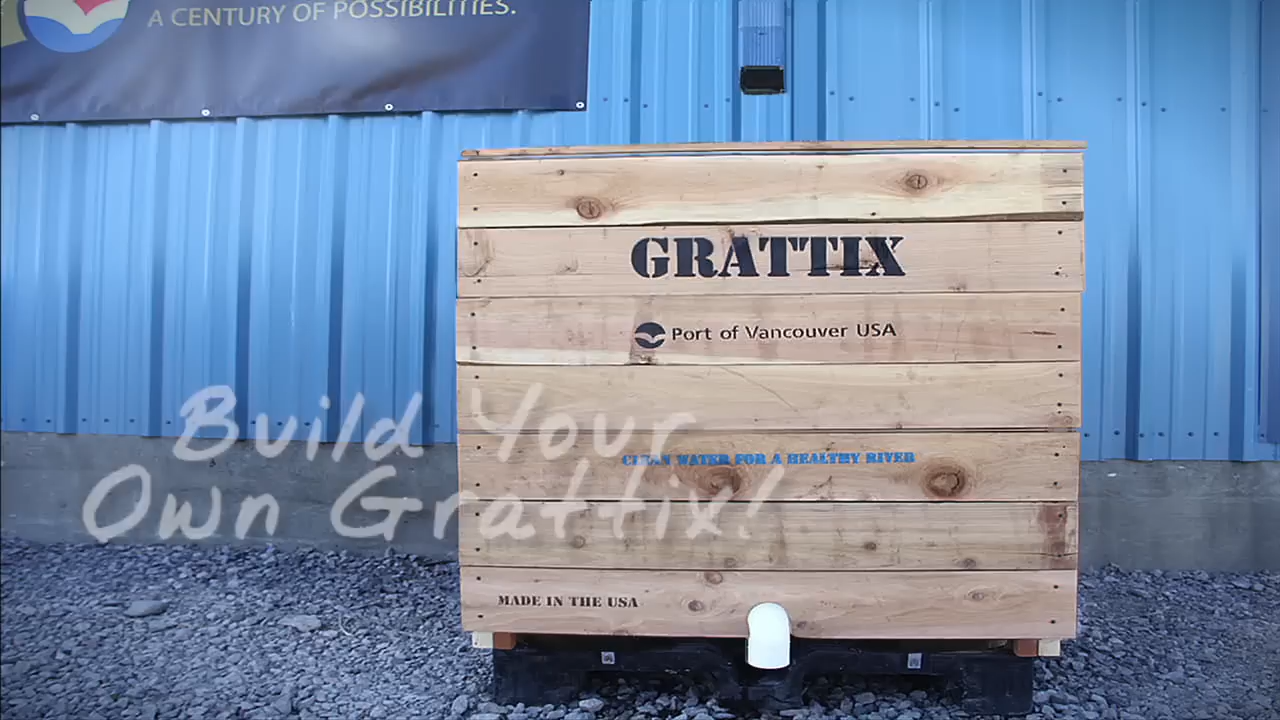 A CENTURY OF POSSIBILITIES.
GRATTIX
Port of Vancouver USA
CLEAN WATER FOR A HEALTHY RIVER
Build Your
Own Grattix!
MADE IN THE USA